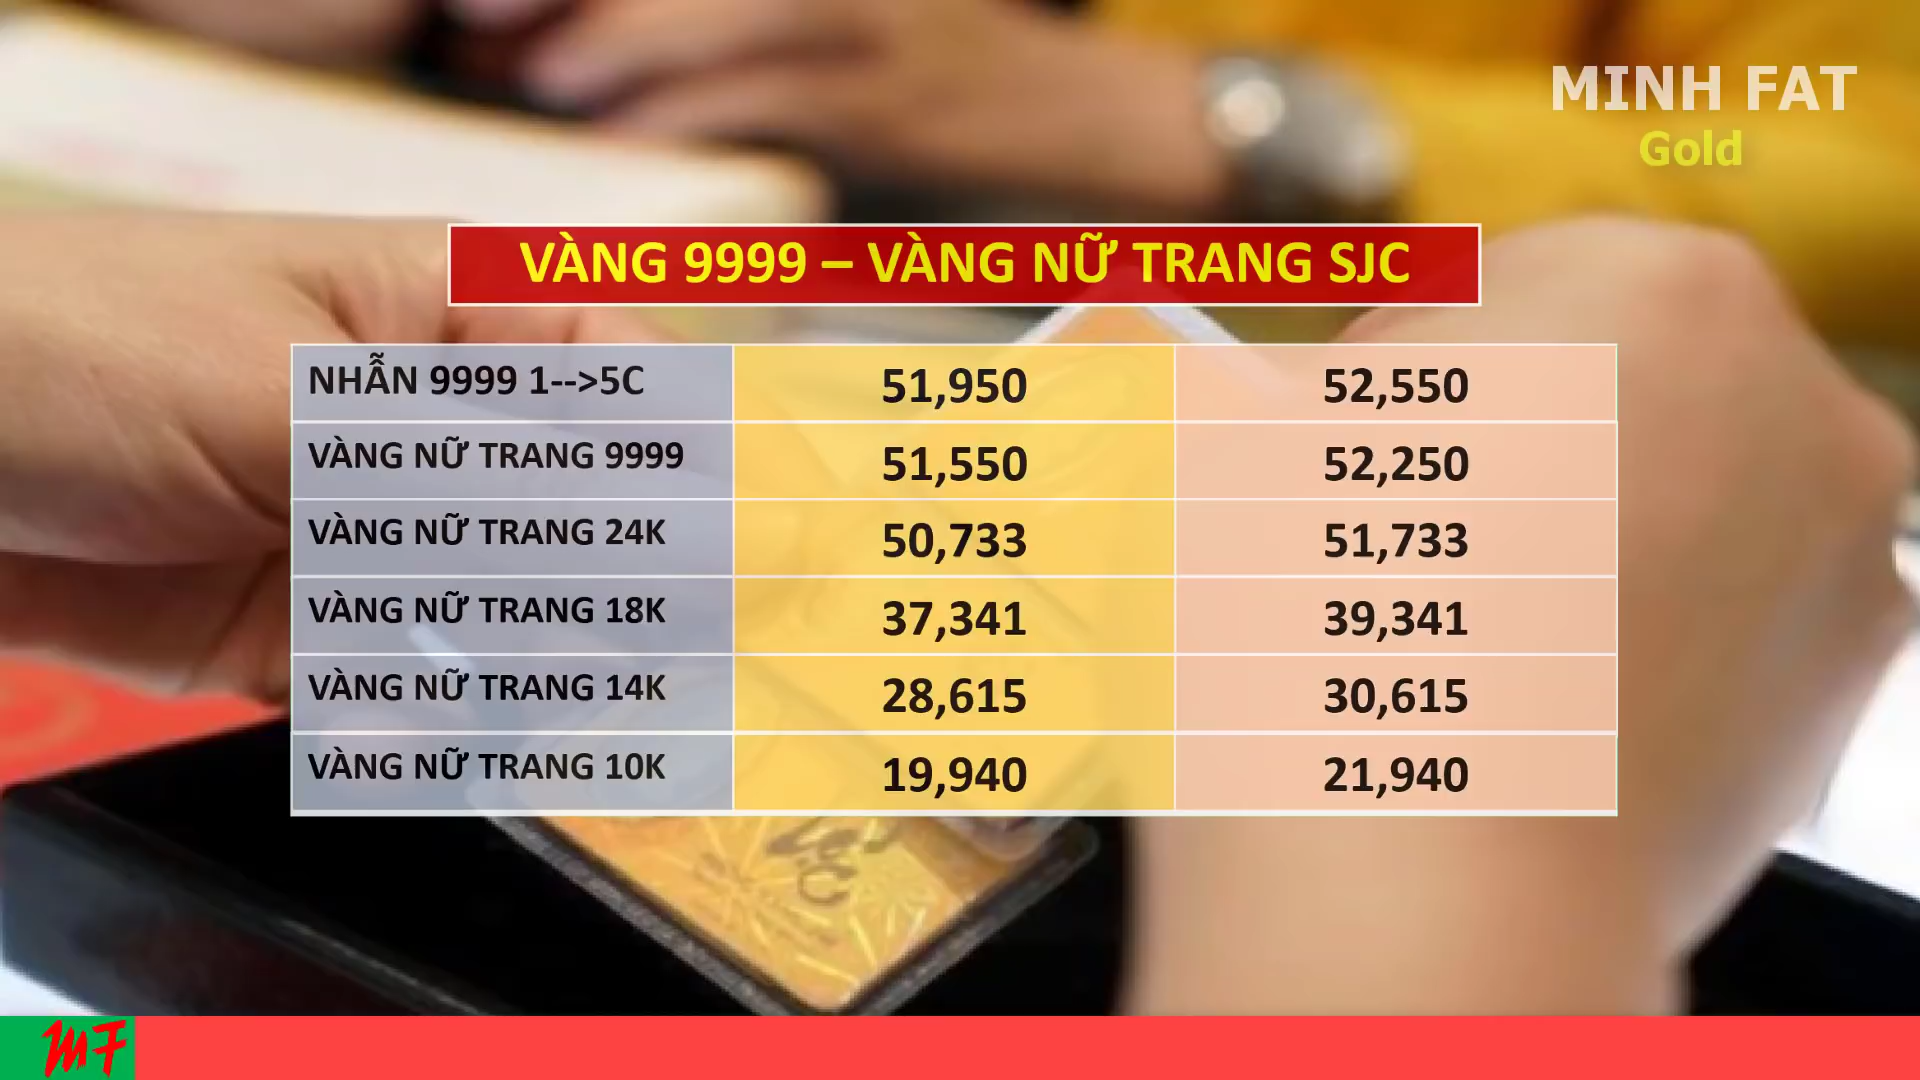 MINH FAT
Gold
VÀNG 9999 – VÀNG NỮ TRANG SJC
NHẪN 9999 1-->5C 51,950 52,550
VÀNG NỮ TRANG 9999 51,550 52,250
VÀNG NỮ TRANG 24K 50,733 51,733
VÀNG NỮ TRANG 18K 37,341 39,341
VÀNG NỮ TRANG 14K 28,615 30,615
VÀNG NỮ TRANG 10K 19,940 21,940
MF